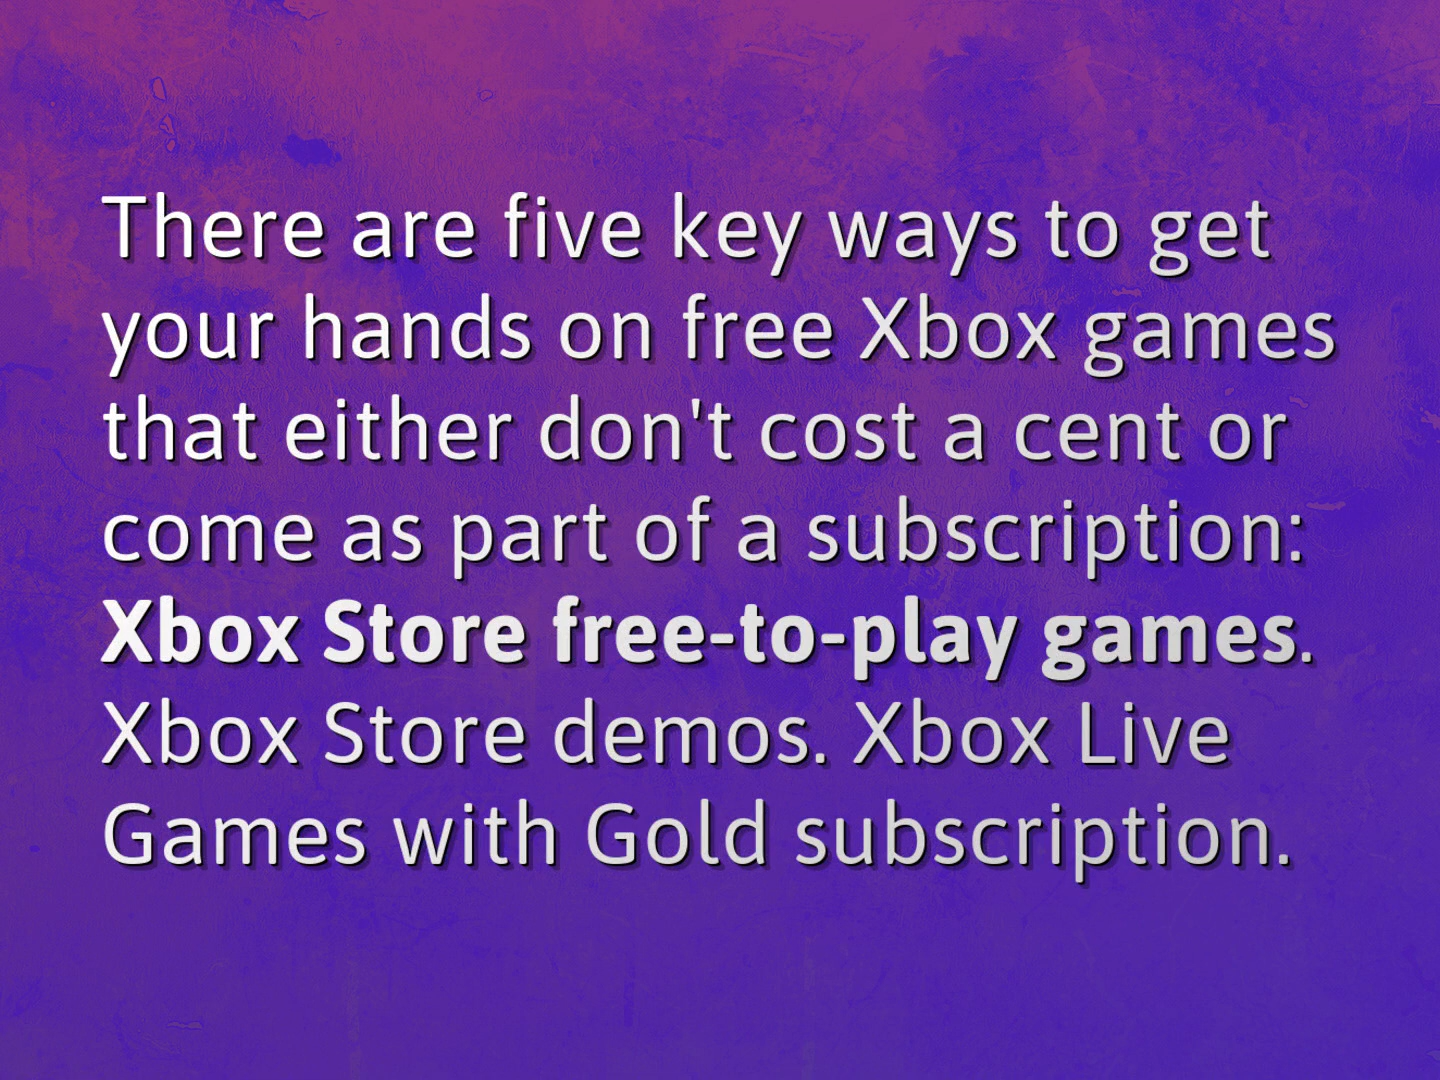 There are five key ways to get
your hands on free Xbox games
that either don't cost a cent or
come as part of a subscription:
Xbox Store free-to-play games.
Xbox Store demos. Xbox Live
Games with Gold subscription.